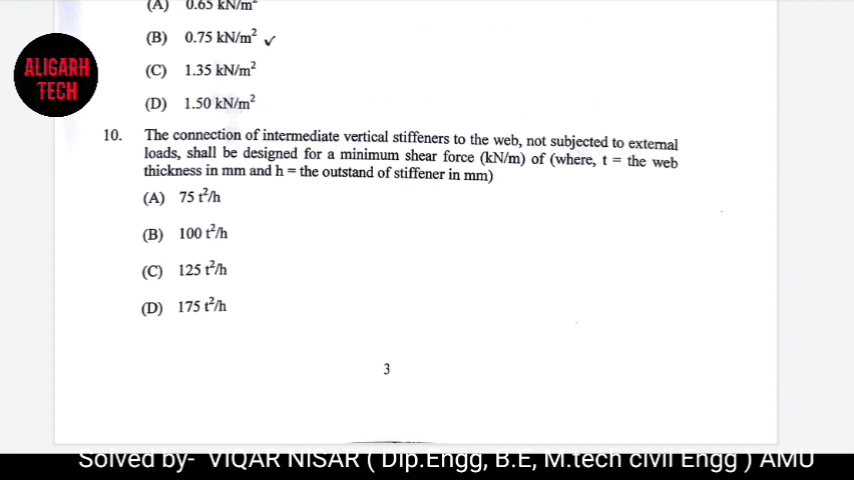 (A) 0.65 kN/m²
(B) 0.75 kN/m² ✓
ALIGARH
TECH
(C) 1.35 kN/m²
(D) 1.50 kN/m²
10. The connection of intermediate vertical stiffeners to the web, not subjected to external
loads, shall be designed for a minimum shear force (kN/m) of (where, t = the web
thickness in mm and h = the outstand of stiffener in mm)
(A) 75 t²/h
(B) 100 t²/h
(C) 125 t²/h
(D) 175 t²/h
3
Solved by- VIQAR NISAR ( Dip.Engg, B.E, M.tech civil Engg ) AMU